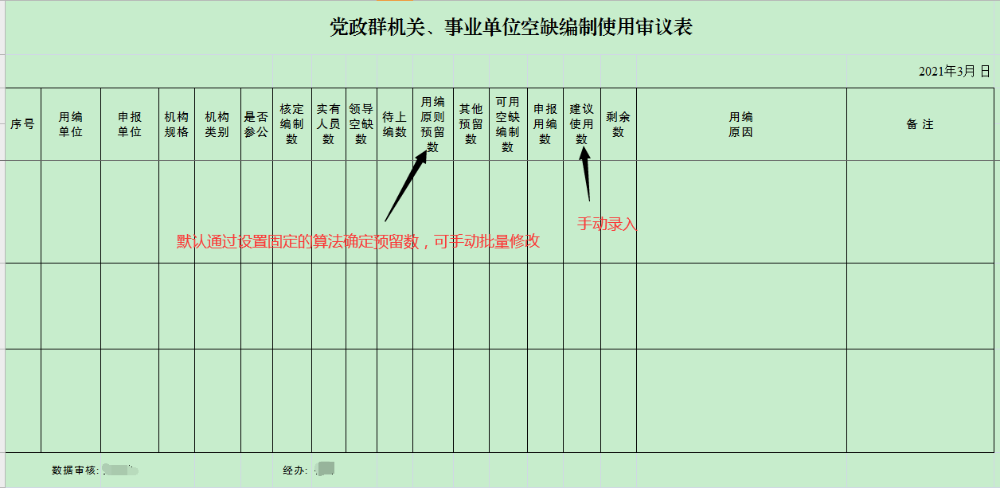 党政群机关、事业单位空缺编制使用审议表
2021年3月 日
序号
用编
单位
申报
单位
机构
规格
机构
类别
是否
参公
核定
编制
数
实有
人员
数
领导
空缺
数
待上
编数
用编
原则
预留
数
其他
预留
数
可用
空缺
编制
数
申报
用编
数
建议
使用
数
剩余
数
用编
原因
备 注
手动录入
默认通过设置固定的算法确定预留数，可手动批量修改
数据审核:
经办: